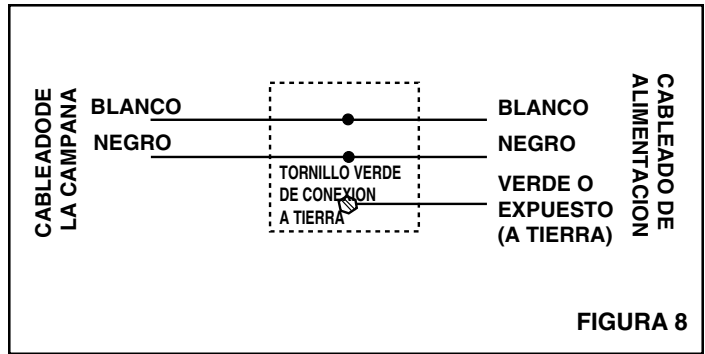 CABLEADODE
LA CAMPANA
BLANCO
NEGRO
TORNILLO VERDE
DE CONEXION
A TIERRA
BLANCO
NEGRO
VERDE O
EXPUESTO
(A TIERRA)
CABLEADO DE
ALIMENTACION
FIGURA 8